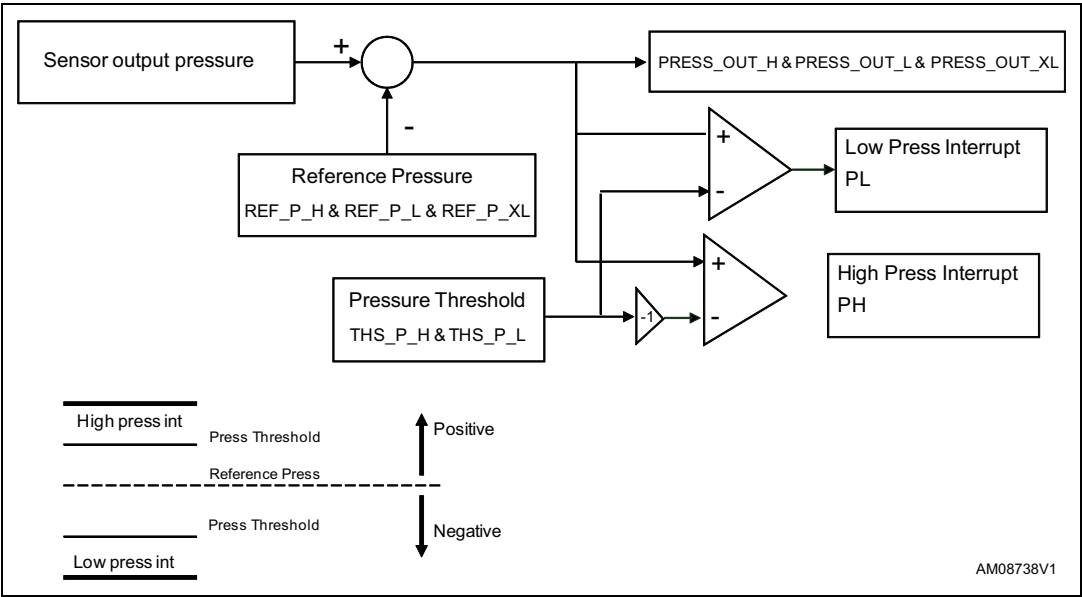 Sensor output pressure
+
-
PRESS_OUT_H & PRESS_OUT_L & PRESS_OUT_XL
Reference Pressure
REF_P_H & REF_P_L & REF_P_XL
+
-
Low Press Interrupt
PL
Pressure Threshold
THS_P_H & THS_P_L
-1
+
-
High Press Interrupt
PH
High press int
Press Threshold
Reference Press
Press Threshold
Low press int
Positive
Negative
AM08738V1